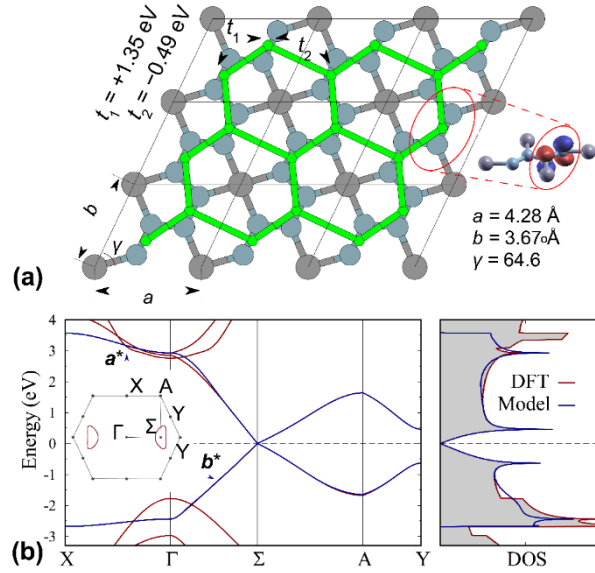 (a)
t₁ = +1.35 eV
t₂ = −0.49 eV
t₁
t₂
b
γ
a
a = 4.28 Å
b = 3.67 Å
γ = 64.6°
(b)
Energy (eV)
4
3
2
1
0
-1
-2
-3
a*
b*
X
A
Y
Γ
Σ
Y
X
Γ
Σ
A
Y
DFT
Model
DOS